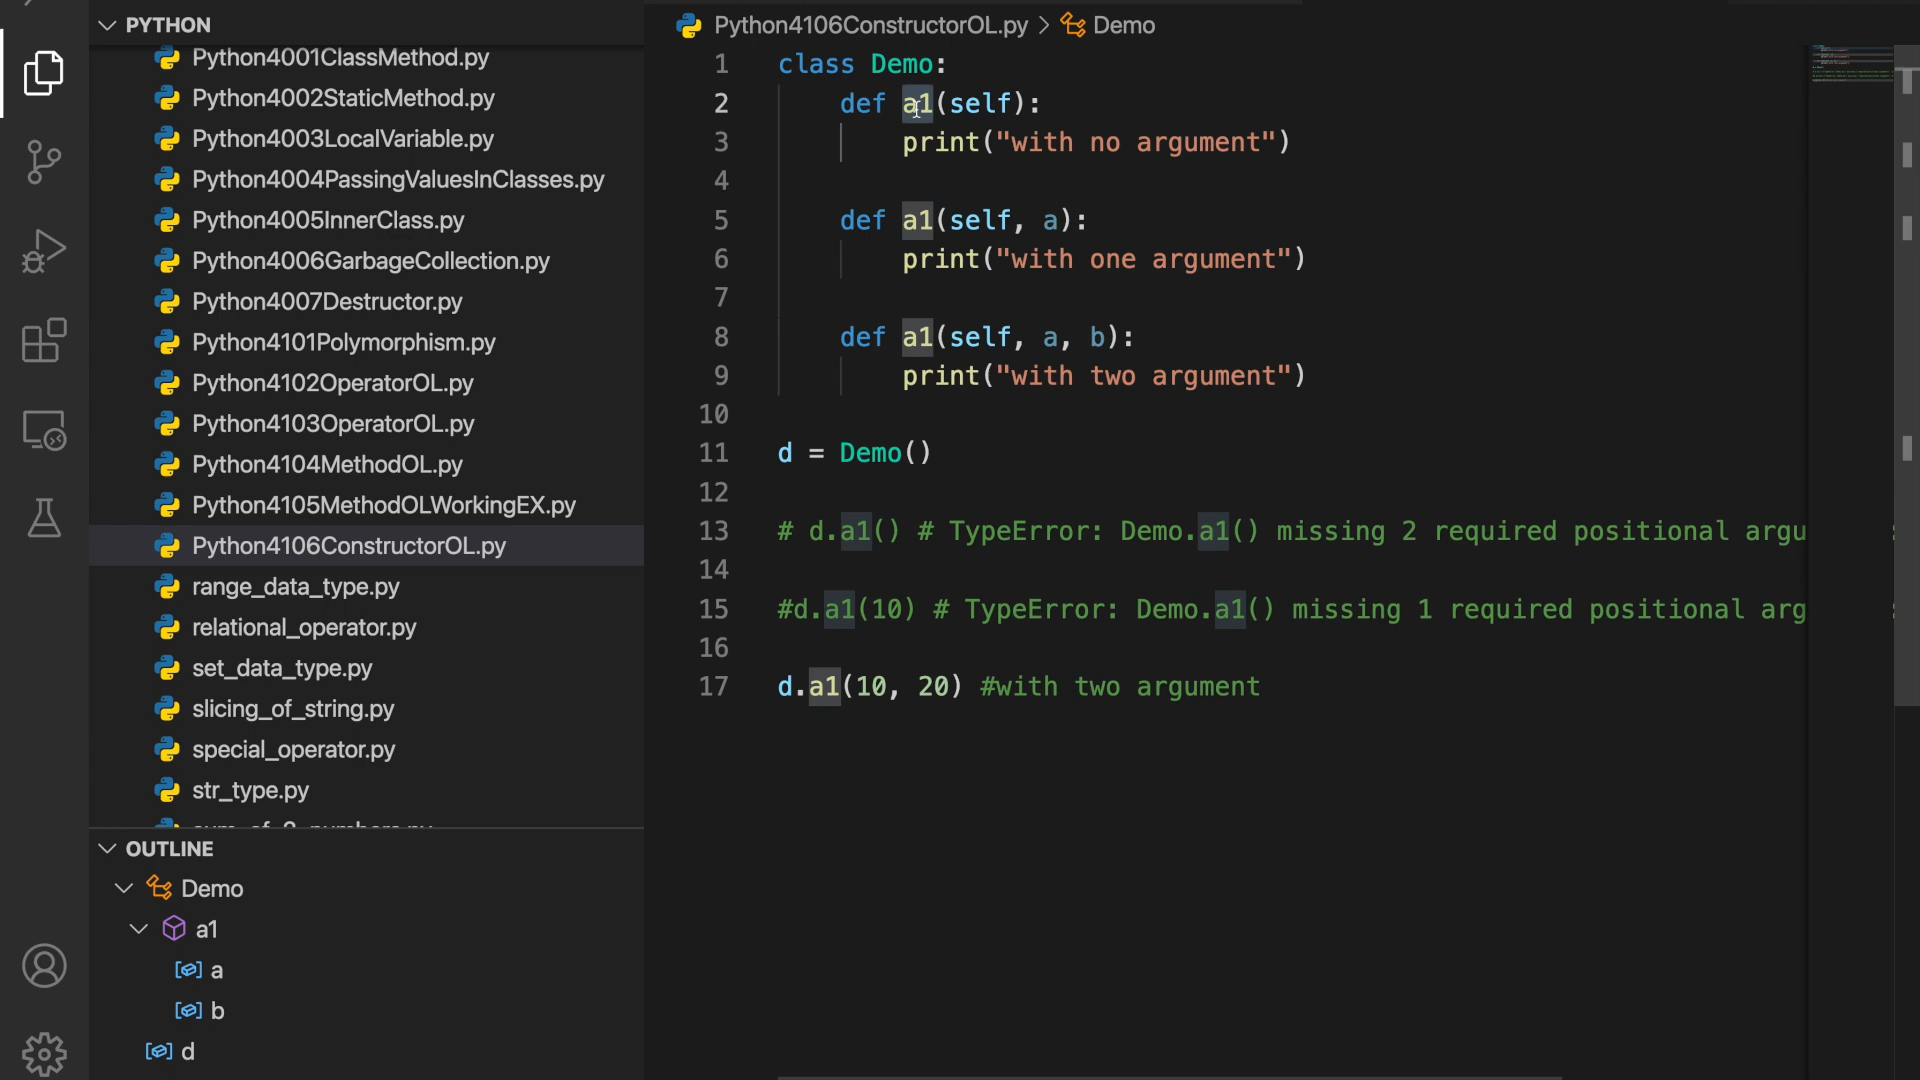 PYTHON
Python4001ClassMethod.py
Python4002StaticMethod.py
Python4003LocalVariable.py
Python4004PassingValuesInClasses.py
Python4005InnerClass.py
Python4006GarbageCollection.py
Python4007Destructor.py
Python4101Polymorphism.py
Python4102OperatorOL.py
Python4103OperatorOL.py
Python4104MethodOL.py
Python4105MethodOLWorkingEX.py
Python4106ConstructorOL.py
range_data_type.py
relational_operator.py
set_data_type.py
slicing_of_string.py
special_operator.py
str_type.py
OUTLINE
Demo
a1
a
b
d
Python4106ConstructorOL.py > Demo
1 class Demo:
2 def a1(self):
3 print("with no argument")
4
5 def a1(self, a):
6 print("with one argument")
7
8 def a1(self, a, b):
9 print("with two argument")
10
11 d = Demo()
12
13 # d.a1() # TypeError: Demo.a1() missing 2 required positional argu
14
15 #d.a1(10) # TypeError: Demo.a1() missing 1 required positional arg
16
17 d.a1(10, 20) #with two argument